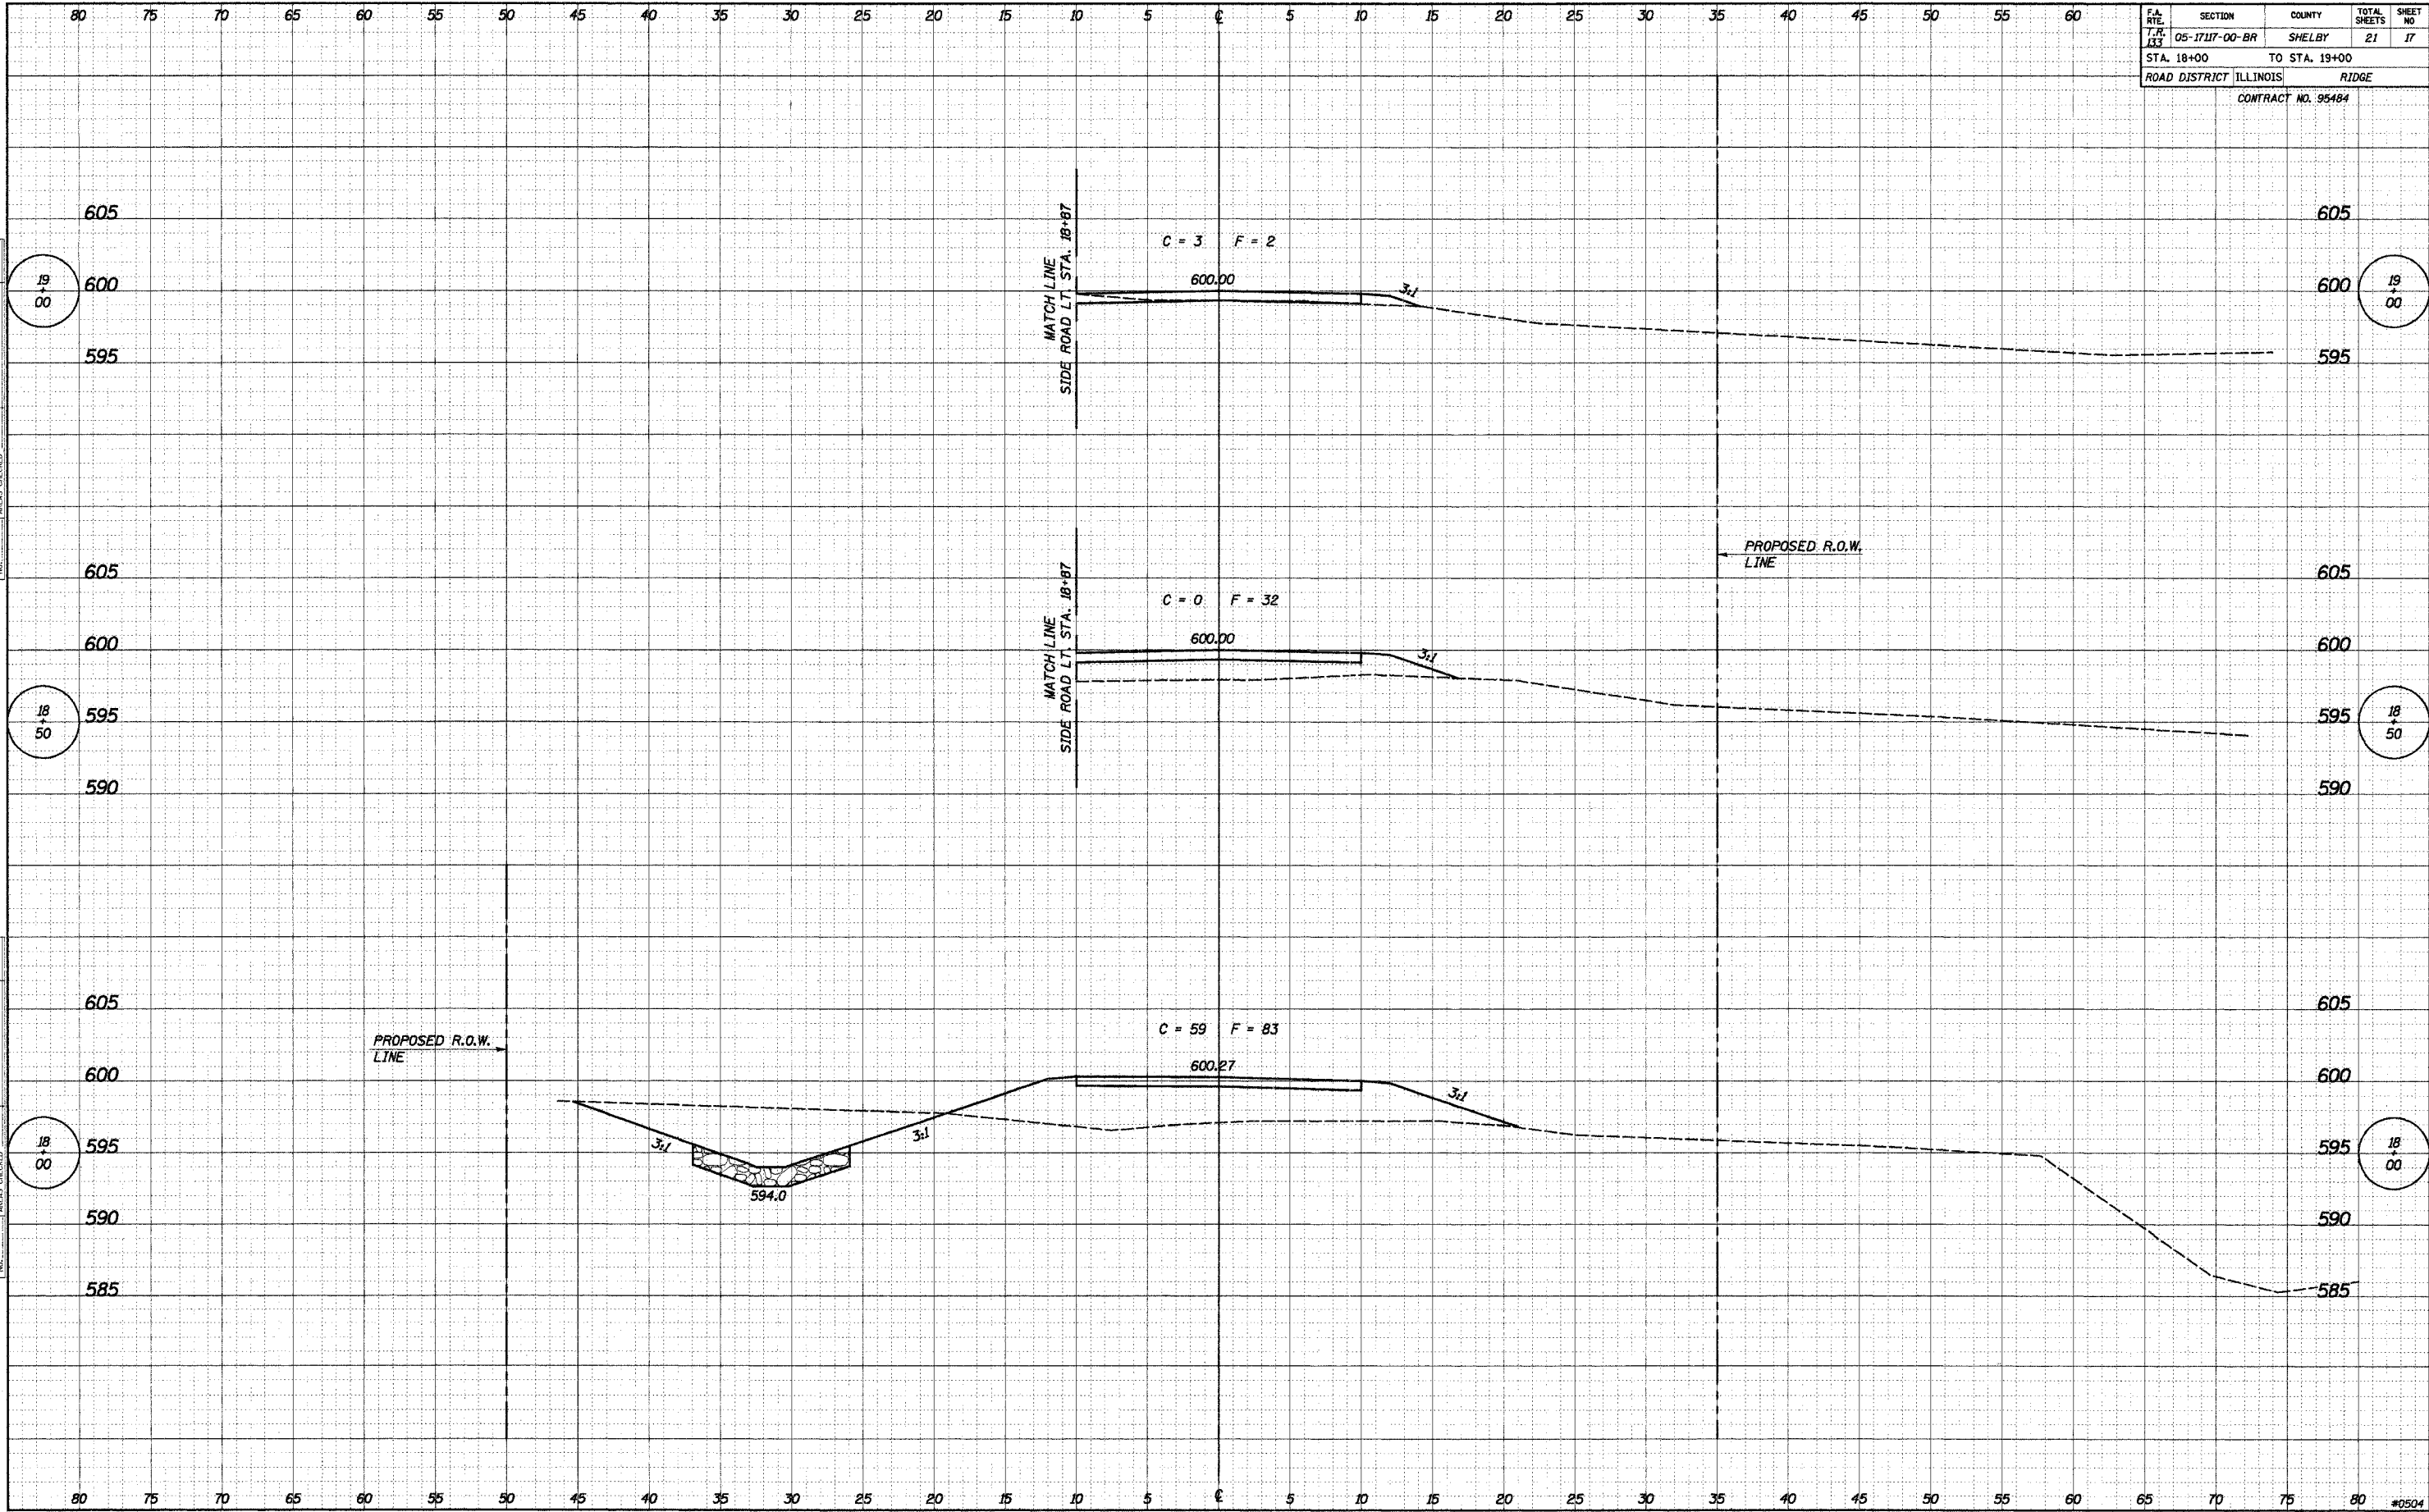 80 75 70 65 60 55 50 45 40 35 30 25 20 15 10 5 ℄ 5 10 15 20 25 30 35 40 45 50 55 60
F.A. RTE. SECTION COUNTY TOTAL SHEETS SHEET NO
T.R. 133 05-17117-00-BR SHELBY 21 17
STA. 18+00 TO STA. 19+00
ROAD DISTRICT ILLINOIS RIDGE
CONTRACT NO. 95484
605 605
MATCH LINE
SIDE ROAD LT. STA. 18+87
C = 3 F = 2
19 + 00 600 600.00 3:1 600 19 + 00
595 595
PROPOSED R.O.W.
LINE
605 605
MATCH LINE
SIDE ROAD LT. STA. 18+87
C = 0 F = 32
600 600.00 3:1 600
18 + 50 595 595 18 + 50
590 590
605 605
C = 59 F = 83
PROPOSED R.O.W.
LINE
600 600.27 3:1 600
18 + 00 595 3:1 3:1 595 18 + 00
594.0
590 590
585 585
80 75 70 65 60 55 50 45 40 35 30 25 20 15 10 5 ℄ 5 10 15 20 25 30 35 40 45 50 55 60 65 70 75 80
#0504